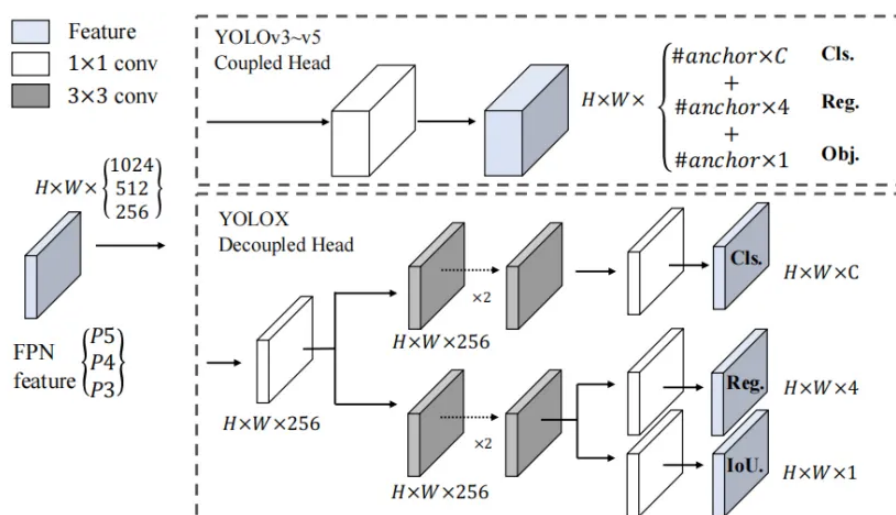 Feature
1×1 conv
3×3 conv
YOLOv3~v5
Coupled Head
H×W×
#anchor×C Cls.
+
#anchor×4 Reg.
+
#anchor×1 Obj.
H×W×
1024
512
256
FPN
feature
P5
P4
P3
YOLOX
Decoupled Head
H×W×256
×2
H×W×256
Cls.
H×W×C
×2
H×W×256
Reg.
H×W×4
IoU.
H×W×1